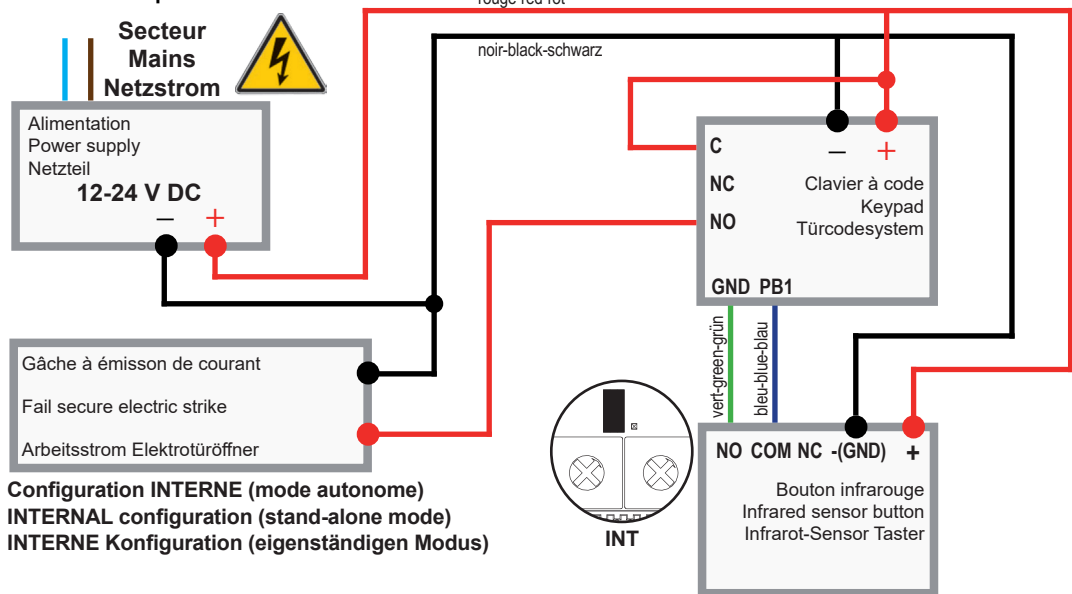 rouge red rot
Secteur
Mains
Netzstrom
noir-black-schwarz
Alimentation
Power supply
Netzteil
12-24 V DC
– +
C
NC
NO
– +
Clavier à code
Keypad
Türcodesystem
GND PB1
vert-green-grün
bleu-blue-blau
Gâche à émisson de courant
Fail secure electric strike
Arbeitsstrom Elektrotüröffner
NO COM NC -(GND) +
Bouton infrarouge
Infrared sensor button
Infrarot-Sensor Taster
INT
Configuration INTERNE (mode autonome)
INTERNAL configuration (stand-alone mode)
INTERNE Konfiguration (eigenständigen Modus)